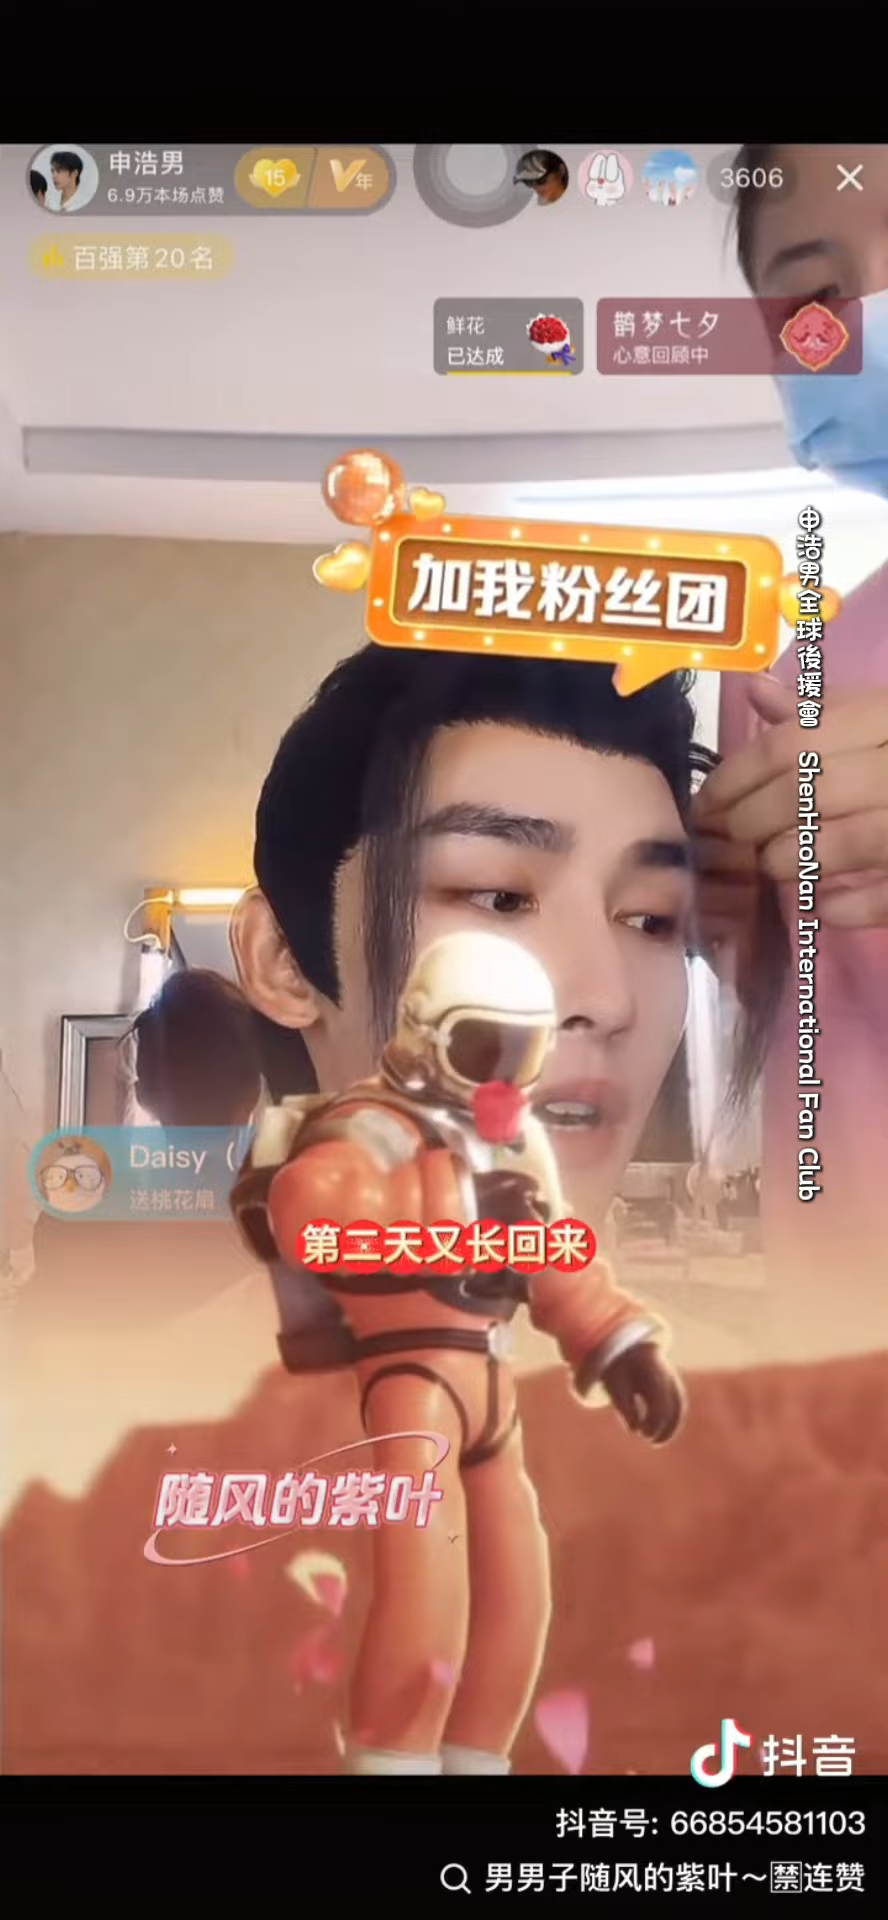 申浩男
6.9万本场点赞
15
年
3606
百强第20名
鲜花
已达成
鹊梦七夕
心意回顾中
加我粉丝团
申浩男全球後援會 ShenHaoNan International Fan Club
Daisy（
送桃花扇
第二天又长回来
随风的紫叶
抖音
抖音号: 66854581103
男男子随风的紫叶～禁连赞